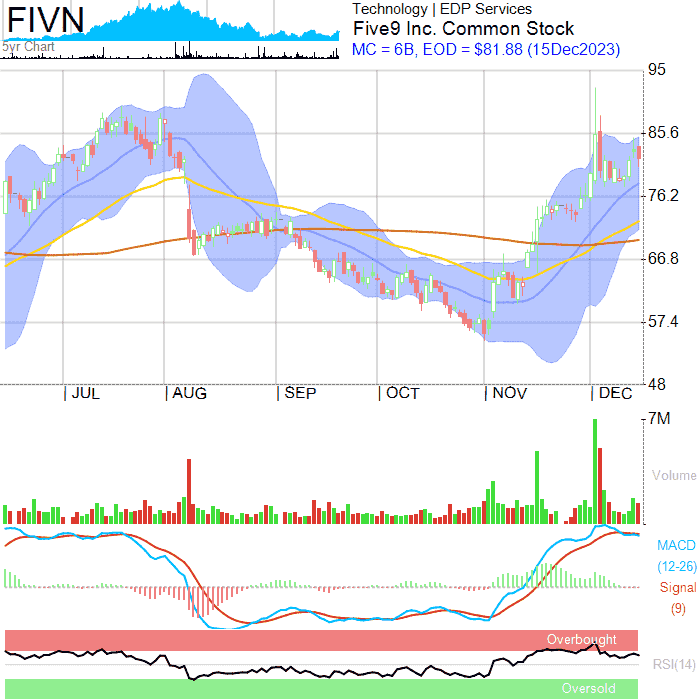 FIVN
5yr Chart
Technology | EDP Services
Five9 Inc. Common Stock
MC = 6B, EOD = $81.88 (15Dec2023)
95
85.6
76.2
66.8
57.4
48
| JUL | AUG | SEP | OCT | NOV | DEC
7M
Volume
MACD
(12-26)
Signal
(9)
Overbought
RSI(14)
Oversold